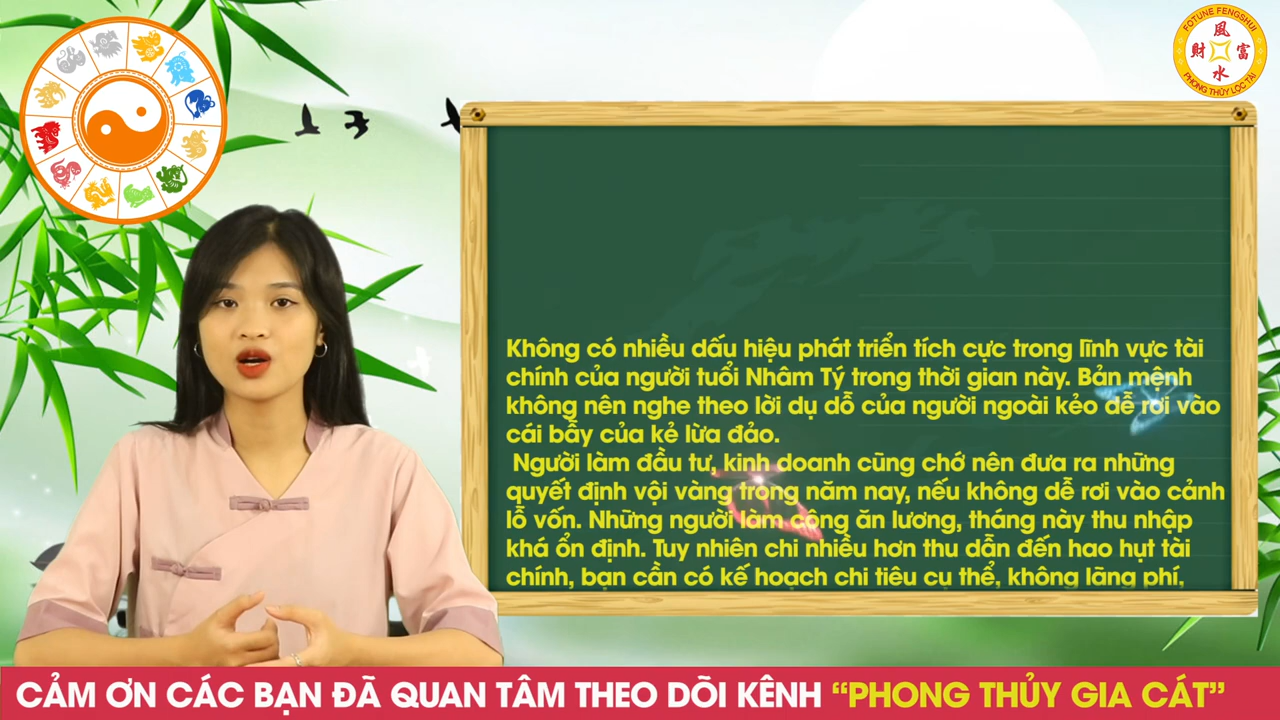 FOTUNE FENGSHUI
風
財 富
水
PHONG THỦY LỘC TÀI
Không có nhiều dấu hiệu phát triển tích cực trong lĩnh vực tài
chính của người tuổi Nhâm Tý trong thời gian này. Bản mệnh
không nên nghe theo lời dụ dỗ của người ngoài kẻo dễ rơi vào
cái bẫy của kẻ lừa đảo.
Người làm đầu tư, kinh doanh cũng chớ nên đưa ra những
quyết định vội vàng trong năm nay, nếu không dễ rơi vào cảnh
lỗ vốn. Những người làm công ăn lương, tháng này thu nhập
khá ổn định. Tuy nhiên chi nhiều hơn thu dẫn đến hao hụt tài
chính, bạn cần có kế hoạch chi tiêu cụ thể, không lãng phí,
CẢM ƠN CÁC BẠN ĐÃ QUAN TÂM THEO DÕI KÊNH “PHONG THỦY GIA CÁT”